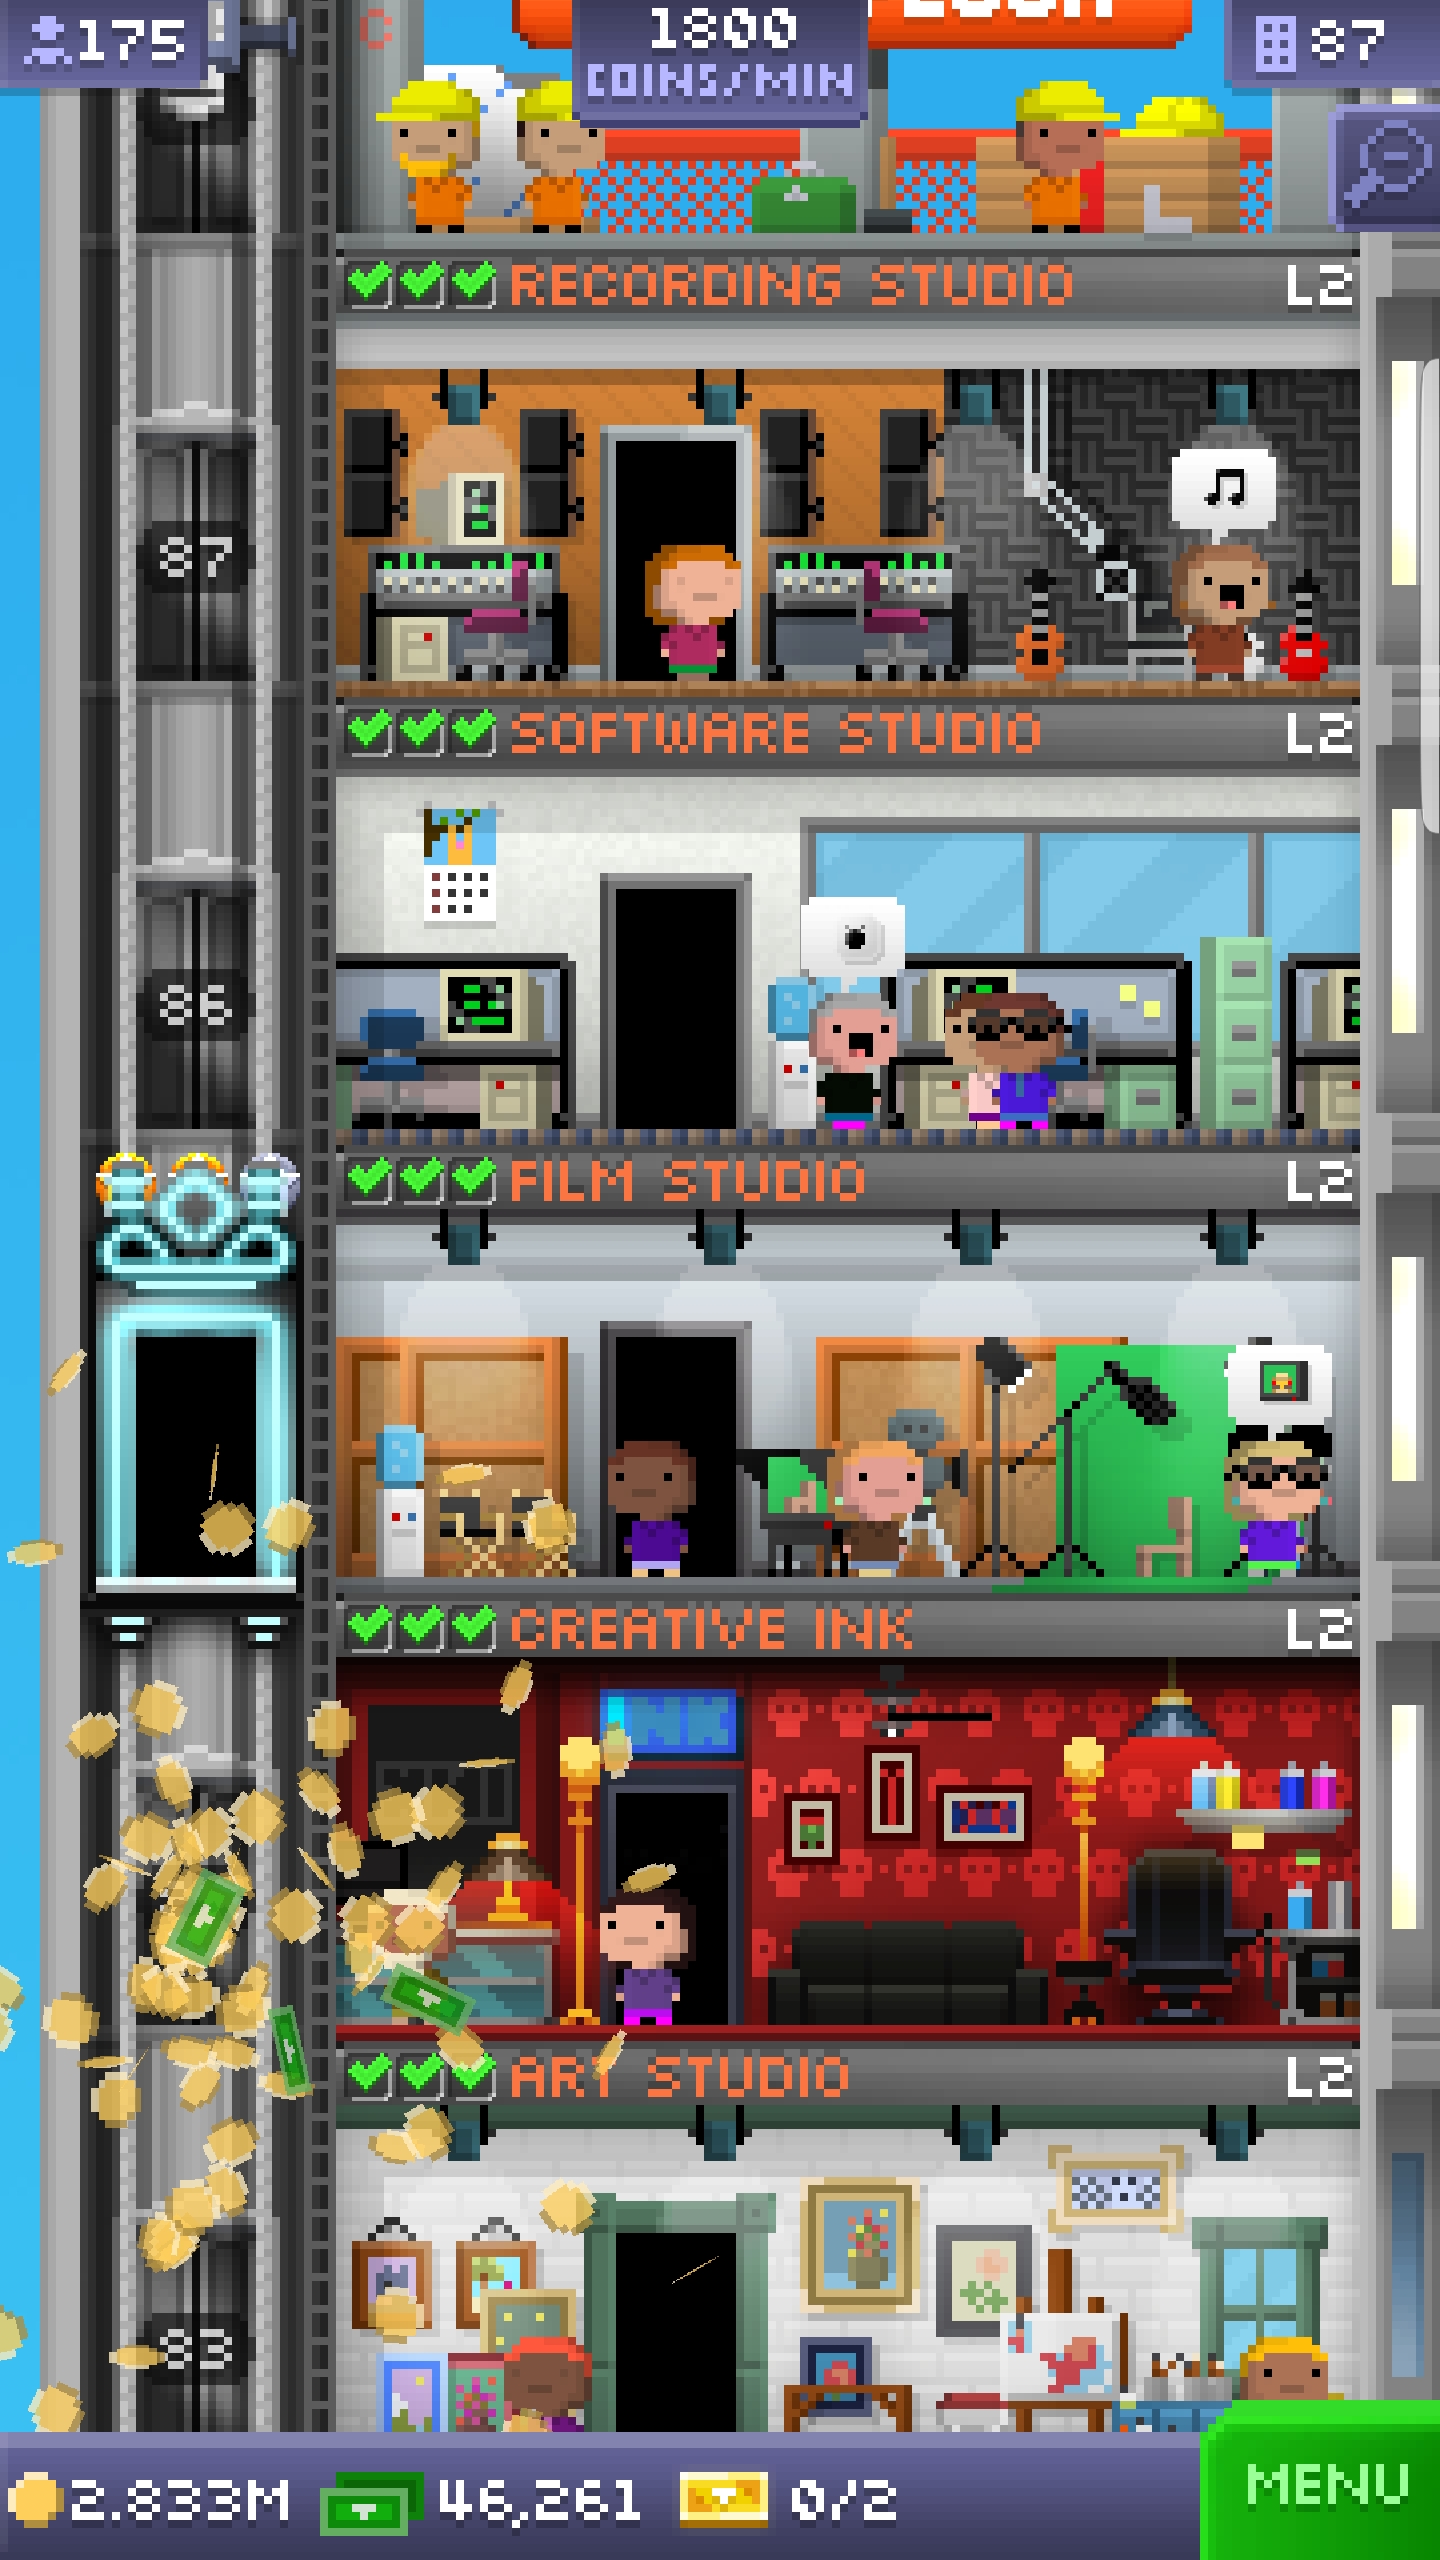 175
1800
COINS/MIN
87
RECORDING STUDIO L2
87
SOFTWARE STUDIO L2
86
FILM STUDIO L2
CREATIVE INK L2
INK
ART STUDIO L2
83
2.833M 46,261 0/2
MENU